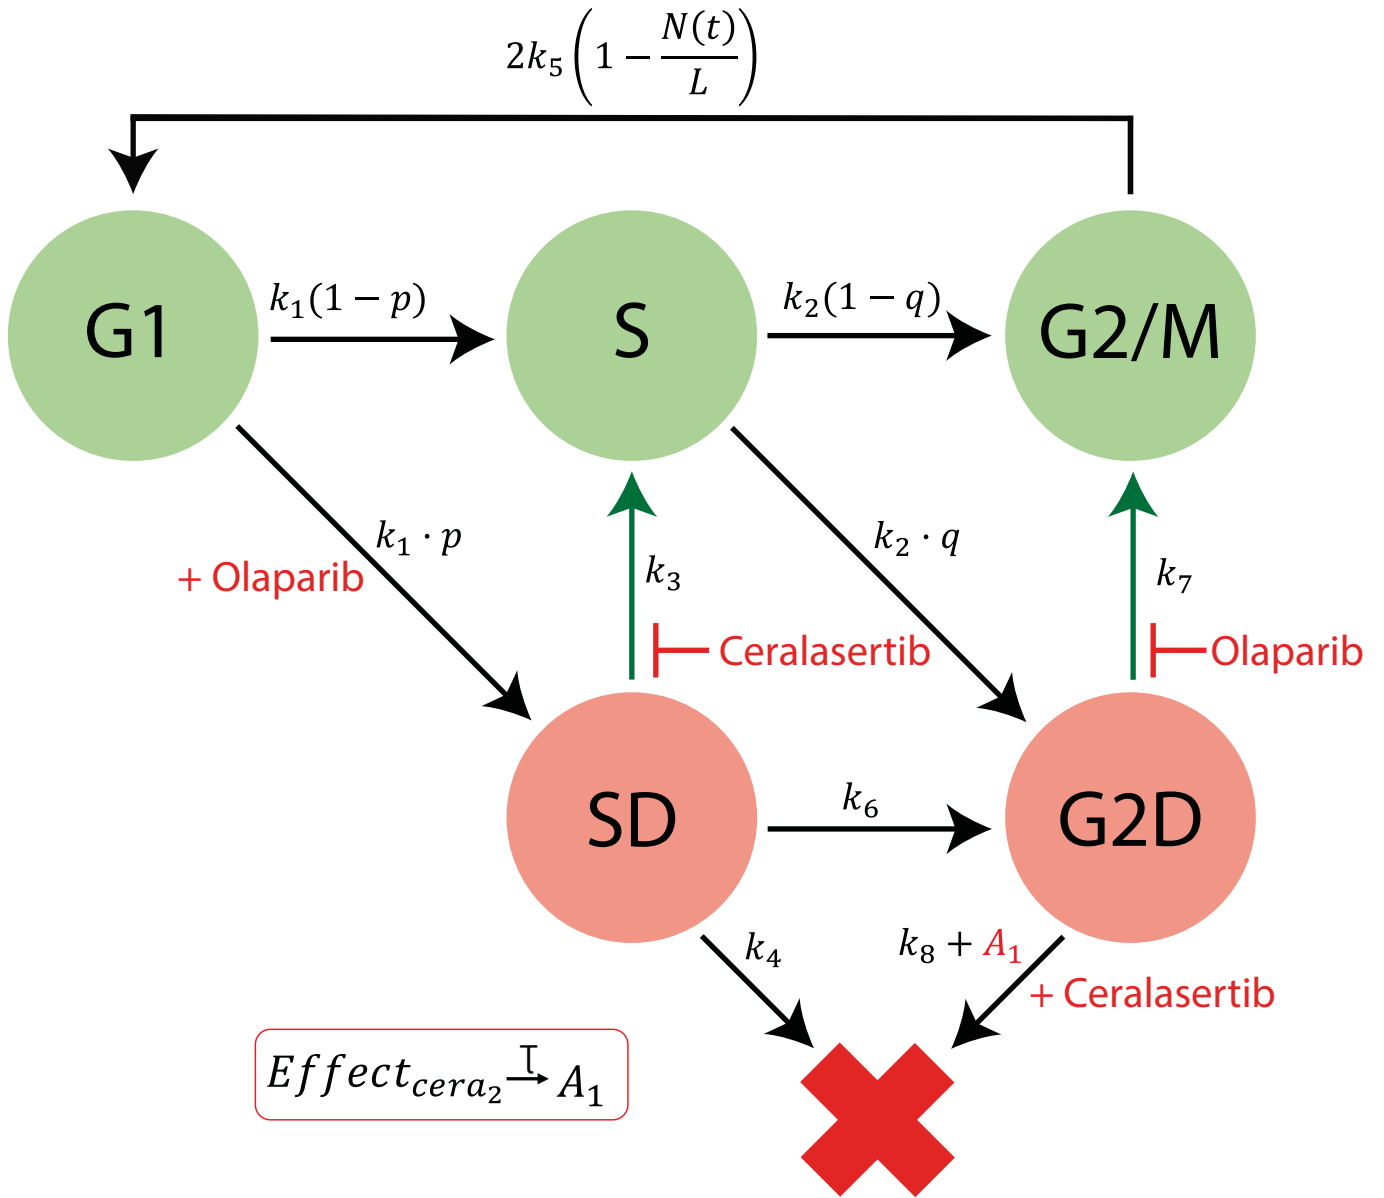 2k₅(1 − N(t)/L)
G1
k₁(1 − p)
S
k₂(1 − q)
G2/M
k₁ · p
+ Olaparib
k₃
Ceralasertib
k₂ · q
k₇
Olaparib
SD
k₆
G2D
k₄
k₈ + A₁
+ Ceralasertib
Effect_cera₂ →^τ A₁